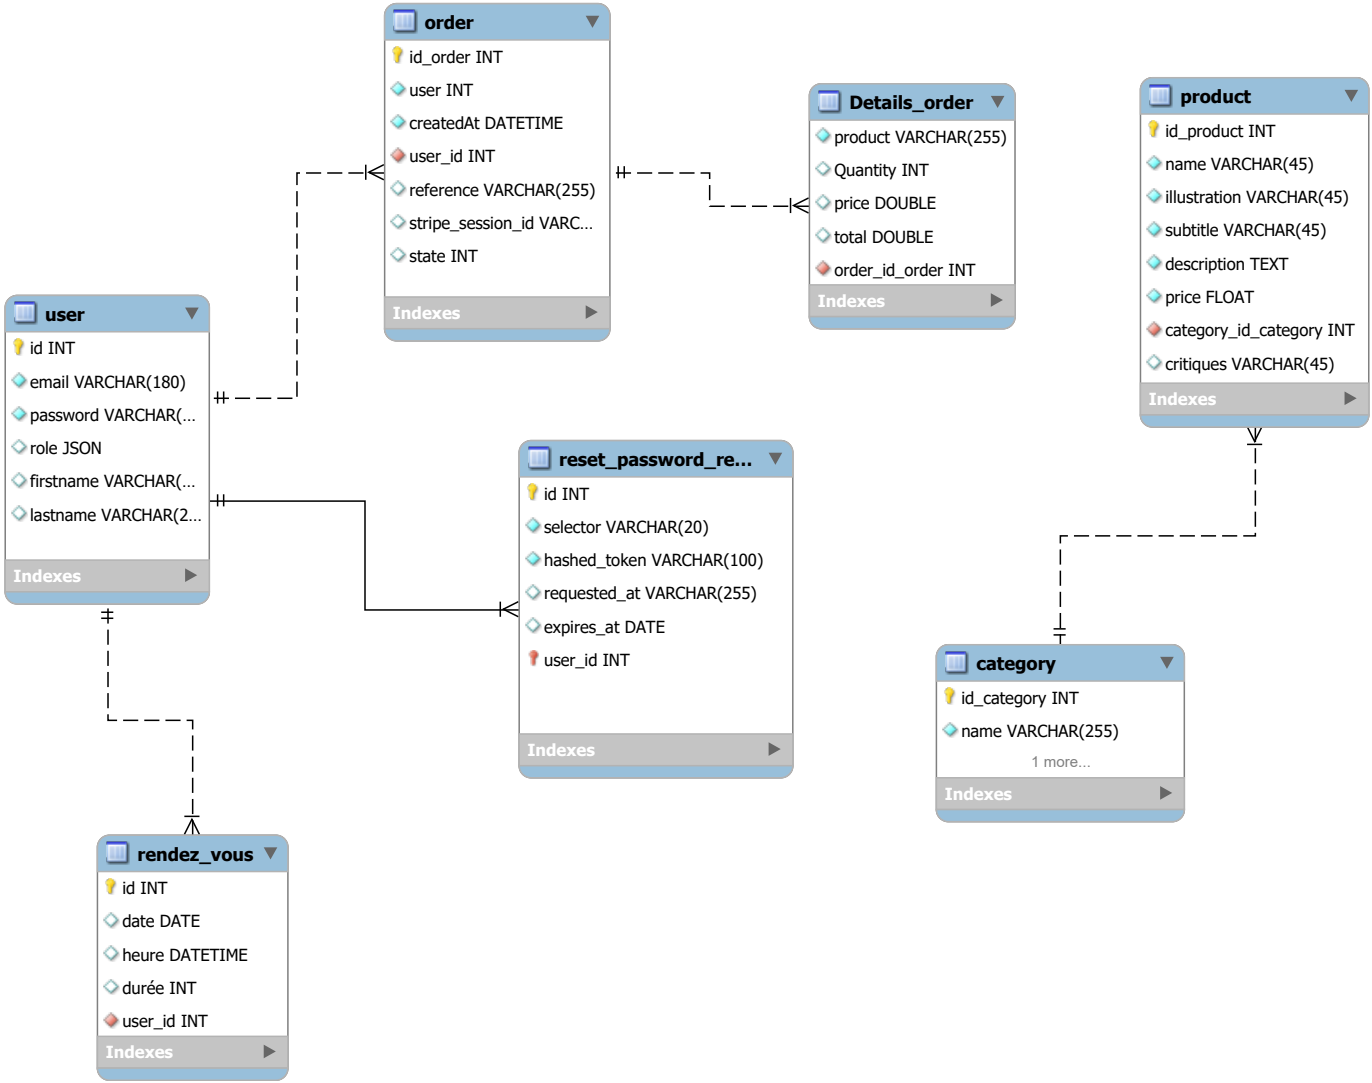 order
id_order INT
user INT
createdAt DATETIME
user_id INT
reference VARCHAR(255)
stripe_session_id VARC...
state INT
Indexes
Details_order
product VARCHAR(255)
Quantity INT
price DOUBLE
total DOUBLE
order_id_order INT
Indexes
product
id_product INT
name VARCHAR(45)
illustration VARCHAR(45)
subtitle VARCHAR(45)
description TEXT
price FLOAT
category_id_category INT
critiques VARCHAR(45)
Indexes
user
id INT
email VARCHAR(180)
password VARCHAR(...
role JSON
firstname VARCHAR(...
lastname VARCHAR(2...
Indexes
reset_password_re...
id INT
selector VARCHAR(20)
hashed_token VARCHAR(100)
requested_at VARCHAR(255)
expires_at DATE
user_id INT
Indexes
category
id_category INT
name VARCHAR(255)
1 more...
Indexes
rendez_vous
id INT
date DATE
heure DATETIME
durée INT
user_id INT
Indexes